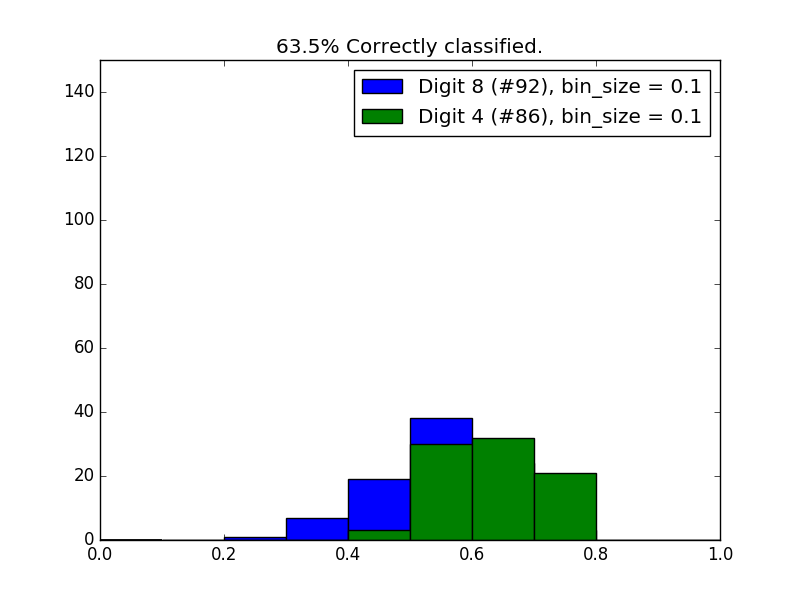 63.5% Correctly classified.
Digit 8 (#92), bin_size = 0.1
Digit 4 (#86), bin_size = 0.1
140
120
100
80
60
40
20
0
0.0 0.2 0.4 0.6 0.8 1.0